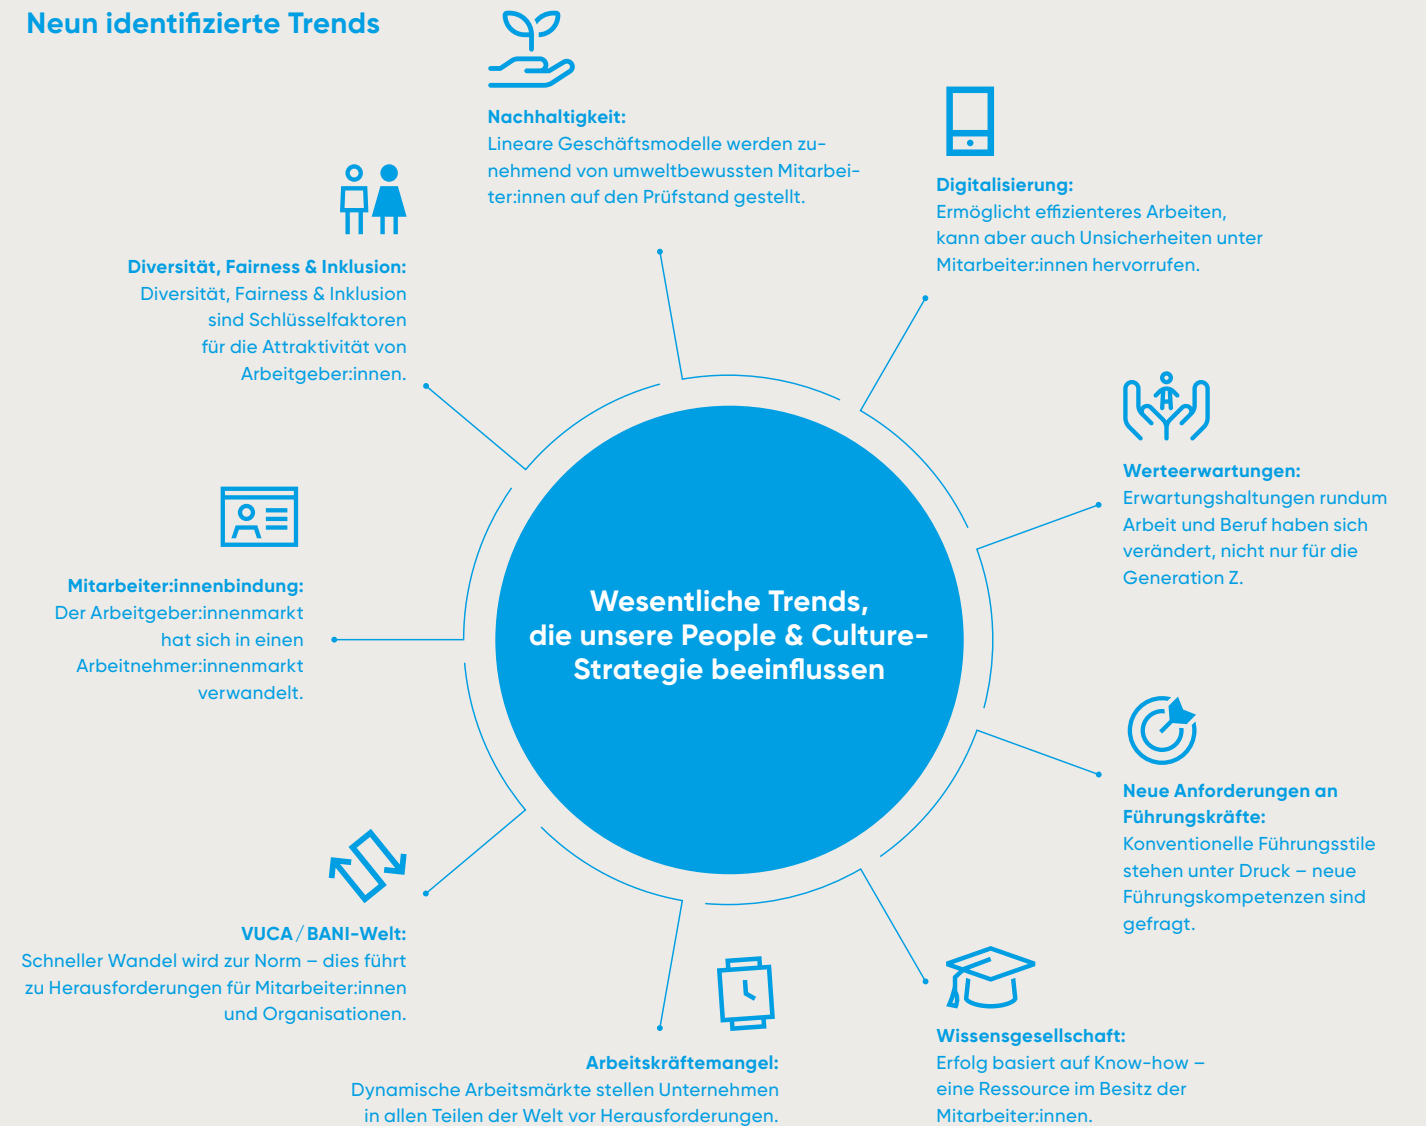 Neun identifizierte Trends
Nachhaltigkeit:
Lineare Geschäftsmodelle werden zu-
nehmend von umweltbewussten Mitarbei-
ter:innen auf den Prüfstand gestellt.
Digitalisierung:
Ermöglicht effizienteres Arbeiten,
kann aber auch Unsicherheiten unter
Mitarbeiter:innen hervorrufen.
Werteerwartungen:
Erwartungshaltungen rundum
Arbeit und Beruf haben sich
verändert, nicht nur für die
Generation Z.
Neue Anforderungen an
Führungskräfte:
Konventionelle Führungsstile
stehen unter Druck – neue
Führungskompetenzen sind
gefragt.
Wissensgesellschaft:
Erfolg basiert auf Know-how –
eine Ressource im Besitz der
Mitarbeiter:innen.
Arbeitskräftemangel:
Dynamische Arbeitsmärkte stellen Unternehmen
in allen Teilen der Welt vor Herausforderungen.
VUCA/BANI-Welt:
Schneller Wandel wird zur Norm – dies führt
zu Herausforderungen für Mitarbeiter:innen
und Organisationen.
Mitarbeiter:innenbindung:
Der Arbeitgeber:innenmarkt
hat sich in einen
Arbeitnehmer:innenmarkt
verwandelt.
Diversität, Fairness & Inklusion:
Diversität, Fairness & Inklusion
sind Schlüsselfaktoren
für die Attraktivität von
Arbeitgeber:innen.
Wesentliche Trends,
die unsere People & Culture-
Strategie beeinflussen